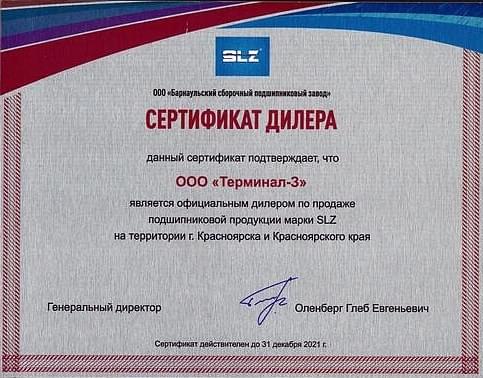 SLZ
ООО «Барнаульский сборочный подшипниковый завод»
СЕРТИФИКАТ ДИЛЕРА
данный сертификат подтверждает, что
ООО «Терминал-З»
является официальным дилером по продаже
подшипниковой продукции марки SLZ
на территории г. Красноярска и Красноярского края
Генеральный директор
Оленберг Глеб Евгеньевич
Сертификат действителен до 31 декабря 2021 г.